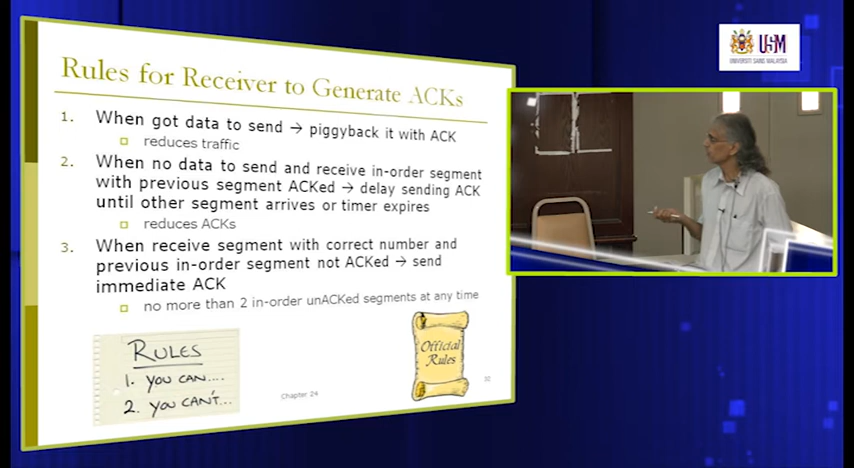 Rules for Receiver to Generate ACKs
1. When got data to send → piggyback it with ACK
reduces traffic
2. When no data to send and receive in-order segment
with previous segment ACKed → delay sending ACK
until other segment arrives or timer expires
reduces ACKs
3. When receive segment with correct number and
previous in-order segment not ACKed → send
immediate ACK
no more than 2 in-order unACKed segments at any time
RULES
1. YOU CAN....
2. YOU CAN'T...
Official
Rules
Chapter 24
USM
UNIVERSITI SAINS MALAYSIA